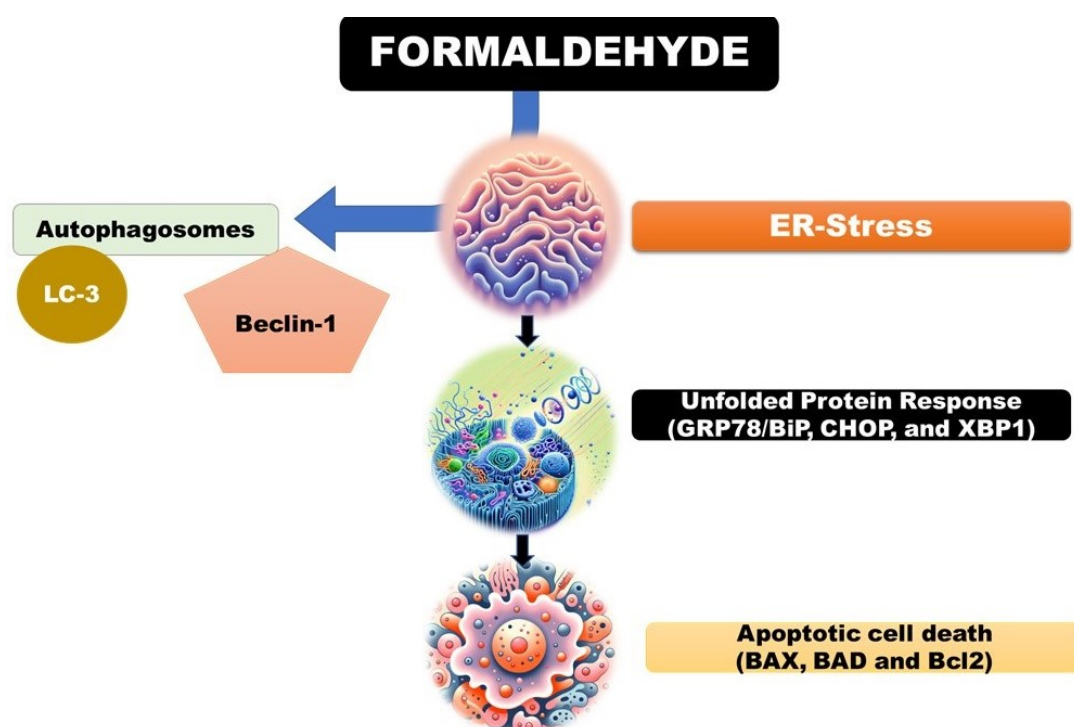 FORMALDEHYDE
Autophagosomes
LC-3
Beclin-1
ER-Stress
Unfolded Protein Response
(GRP78/BiP, CHOP, and XBP1)
Apoptotic cell death
(BAX, BAD and Bcl2)